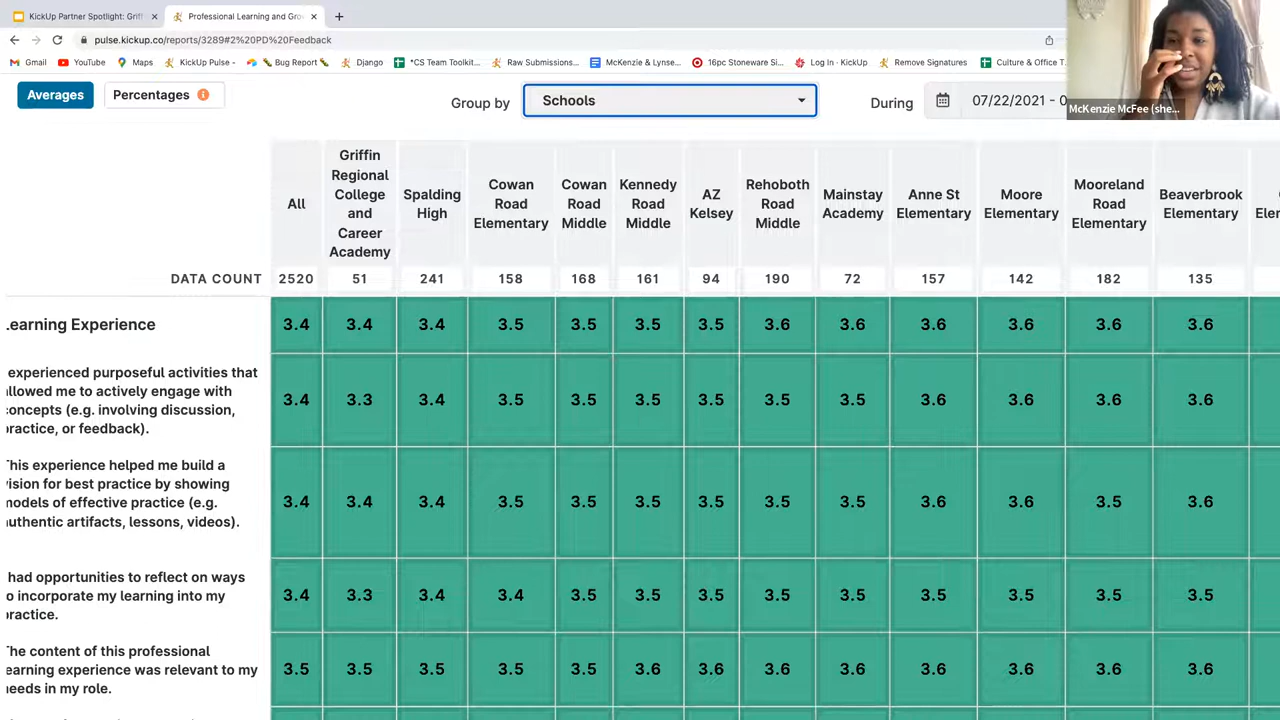 KickUp Partner Spotlight: Grif
Professional Learning and Gro
pulse.kickup.co/reports/3289#2%20PD%20Feedback
Gmail YouTube Maps KickUp Pulse - 🐛 Bug Report 🐛 Django *CS Team Toolkit... Raw Submissions... McKenzie & Lynse... 16pc Stoneware Si... Log In · KickUp Remove Signatures Culture & Office T...
McKenzie McFee (she...
Averages Percentages Group by Schools During 07/22/2021 - 0
All
Griffin Regional College and Career Academy
Spalding High
Cowan Road Elementary
Cowan Road Middle
Kennedy Road Middle
AZ Kelsey
Rehoboth Road Middle
Mainstay Academy
Anne St Elementary
Moore Elementary
Mooreland Road Elementary
Beaverbrook Elementary
DATA COUNT 2520 51 241 158 168 161 94 190 72 157 142 182 135
Learning Experience 3.4 3.4 3.4 3.5 3.5 3.5 3.5 3.6 3.6 3.6 3.6 3.6 3.6
experienced purposeful activities that
allowed me to actively engage with
concepts (e.g. involving discussion,
practice, or feedback).
3.4 3.3 3.4 3.5 3.5 3.5 3.5 3.5 3.5 3.6 3.6 3.6 3.6
This experience helped me build a
vision for best practice by showing
models of effective practice (e.g.
authentic artifacts, lessons, videos).
3.4 3.4 3.4 3.5 3.5 3.5 3.5 3.5 3.5 3.6 3.6 3.5 3.6
had opportunities to reflect on ways
to incorporate my learning into my
practice.
3.4 3.3 3.4 3.4 3.5 3.5 3.5 3.5 3.5 3.5 3.5 3.5 3.5
The content of this professional
learning experience was relevant to my
needs in my role.
3.5 3.5 3.5 3.5 3.5 3.6 3.6 3.6 3.6 3.6 3.6 3.6 3.6